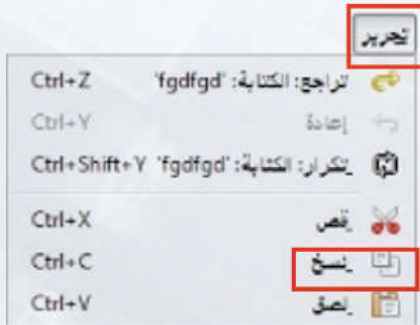 تحرير
تراجع: الكتابة: 'fgdfgd' Ctrl+Z
إعادة Ctrl+Y
تكرار: الكتابة: 'fgdfgd' Ctrl+Shift+Y
قص Ctrl+X
نسخ Ctrl+C
لصق Ctrl+V